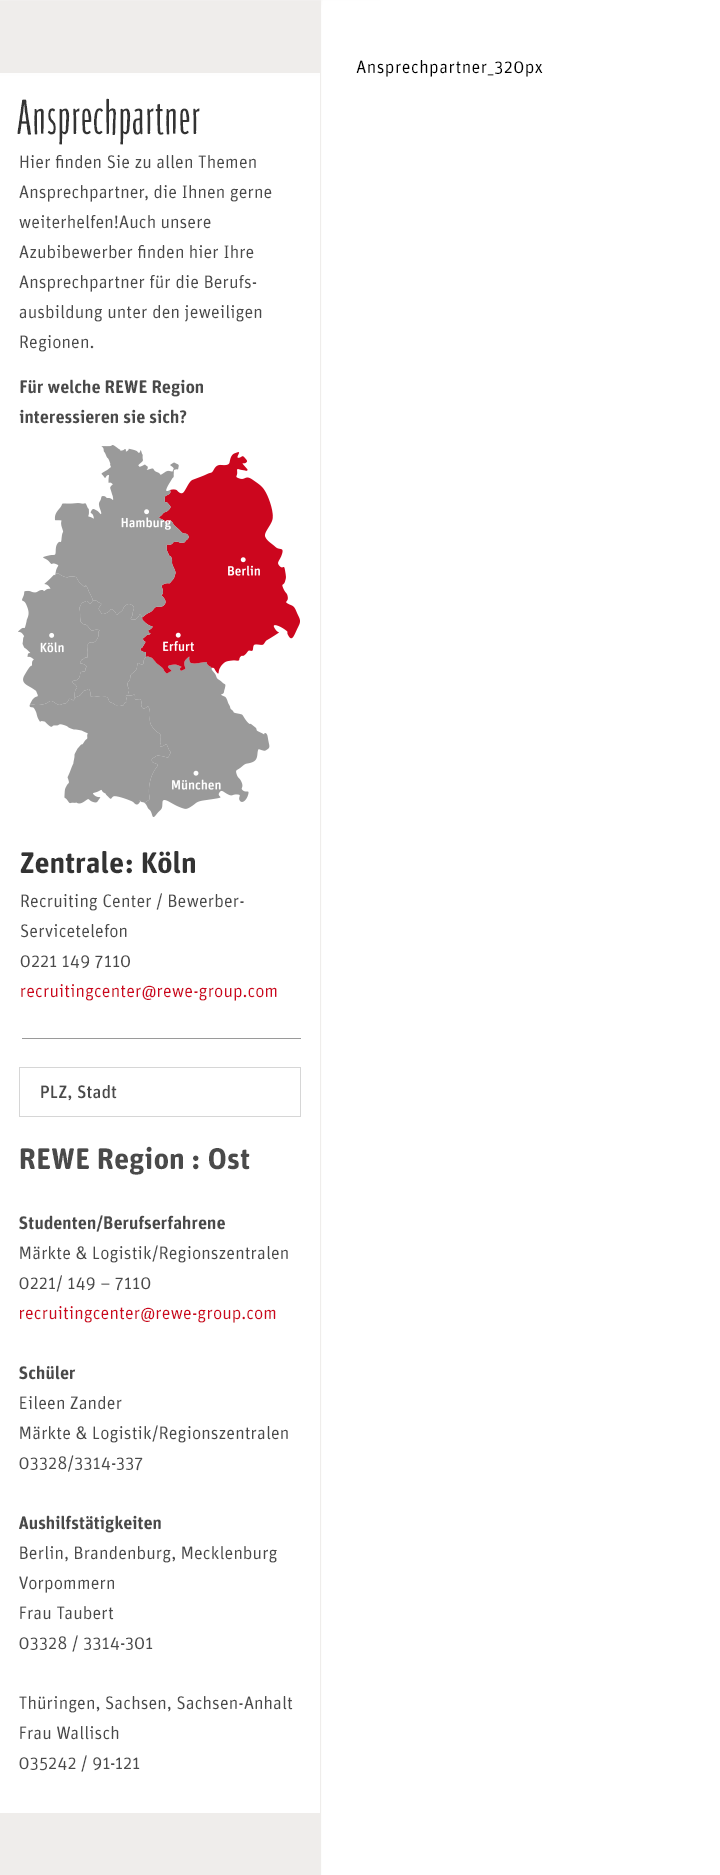 Ansprechpartner_320px
Ansprechpartner
Hier finden Sie zu allen Themen
Ansprechpartner, die Ihnen gerne
weiterhelfen!Auch unsere
Azubibewerber finden hier Ihre
Ansprechpartner für die Berufs-
ausbildung unter den jeweiligen
Regionen.
Für welche REWE Region
interessieren sie sich?
Hamburg
Berlin
Köln
Erfurt
München
Zentrale: Köln
Recruiting Center / Bewerber-
Servicetelefon
0221 149 7110
recruitingcenter@rewe-group.com
PLZ, Stadt
REWE Region : Ost
Studenten/Berufserfahrene
Märkte & Logistik/Regionszentralen
0221/ 149 – 7110
recruitingcenter@rewe-group.com
Schüler
Eileen Zander
Märkte & Logistik/Regionszentralen
03328/3314-337
Aushilfstätigkeiten
Berlin, Brandenburg, Mecklenburg
Vorpommern
Frau Taubert
03328 / 3314-301
Thüringen, Sachsen, Sachsen-Anhalt
Frau Wallisch
035242 / 91-121